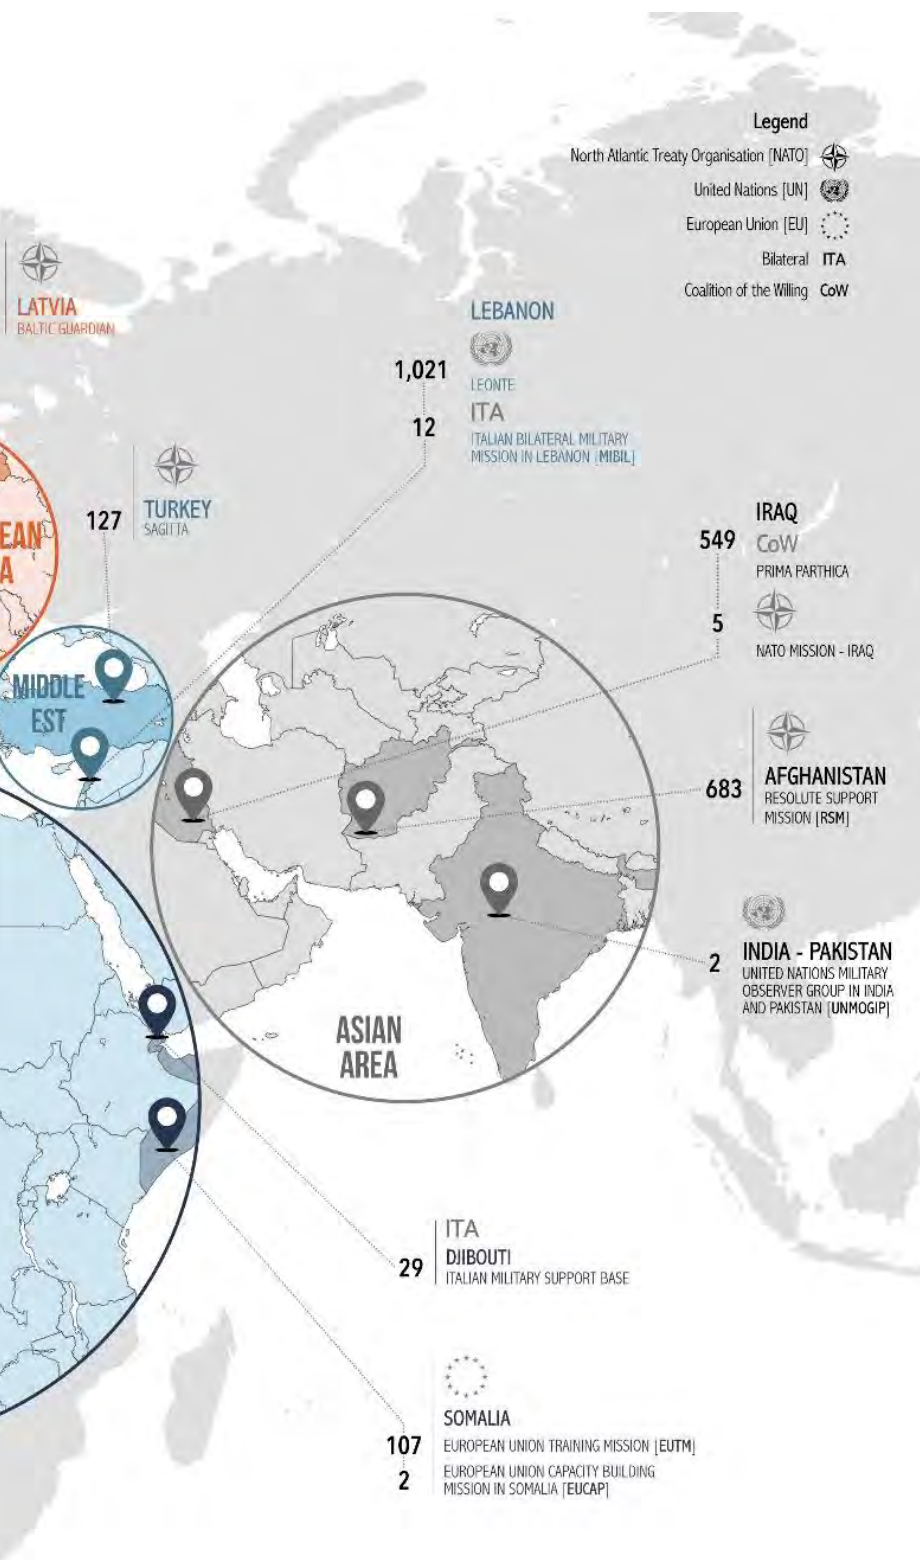 Legend
North Atlantic Treaty Organisation [NATO]
United Nations [UN]
European Union [EU]
Bilateral ITA
Coalition of the Willing CoW
LATVIA
BALTIC GUARDIAN
LEBANON
1,021
LEONTE
12
ITA
ITALIAN BILATERAL MILITARY
MISSION IN LEBANON [MIBIL]
127
TURKEY
SAGITTA
EAN
A
IRAQ
549
CoW
PRIMA PARTHICA
5
NATO MISSION - IRAQ
MIDDLE
EST
683
AFGHANISTAN
RESOLUTE SUPPORT
MISSION [RSM]
2
INDIA - PAKISTAN
UNITED NATIONS MILITARY
OBSERVER GROUP IN INDIA
AND PAKISTAN [UNMOGIP]
ASIAN
AREA
ITA
29
DJIBOUTI
ITALIAN MILITARY SUPPORT BASE
SOMALIA
107
EUROPEAN UNION TRAINING MISSION [EUTM]
2
EUROPEAN UNION CAPACITY BUILDING
MISSION IN SOMALIA [EUCAP]